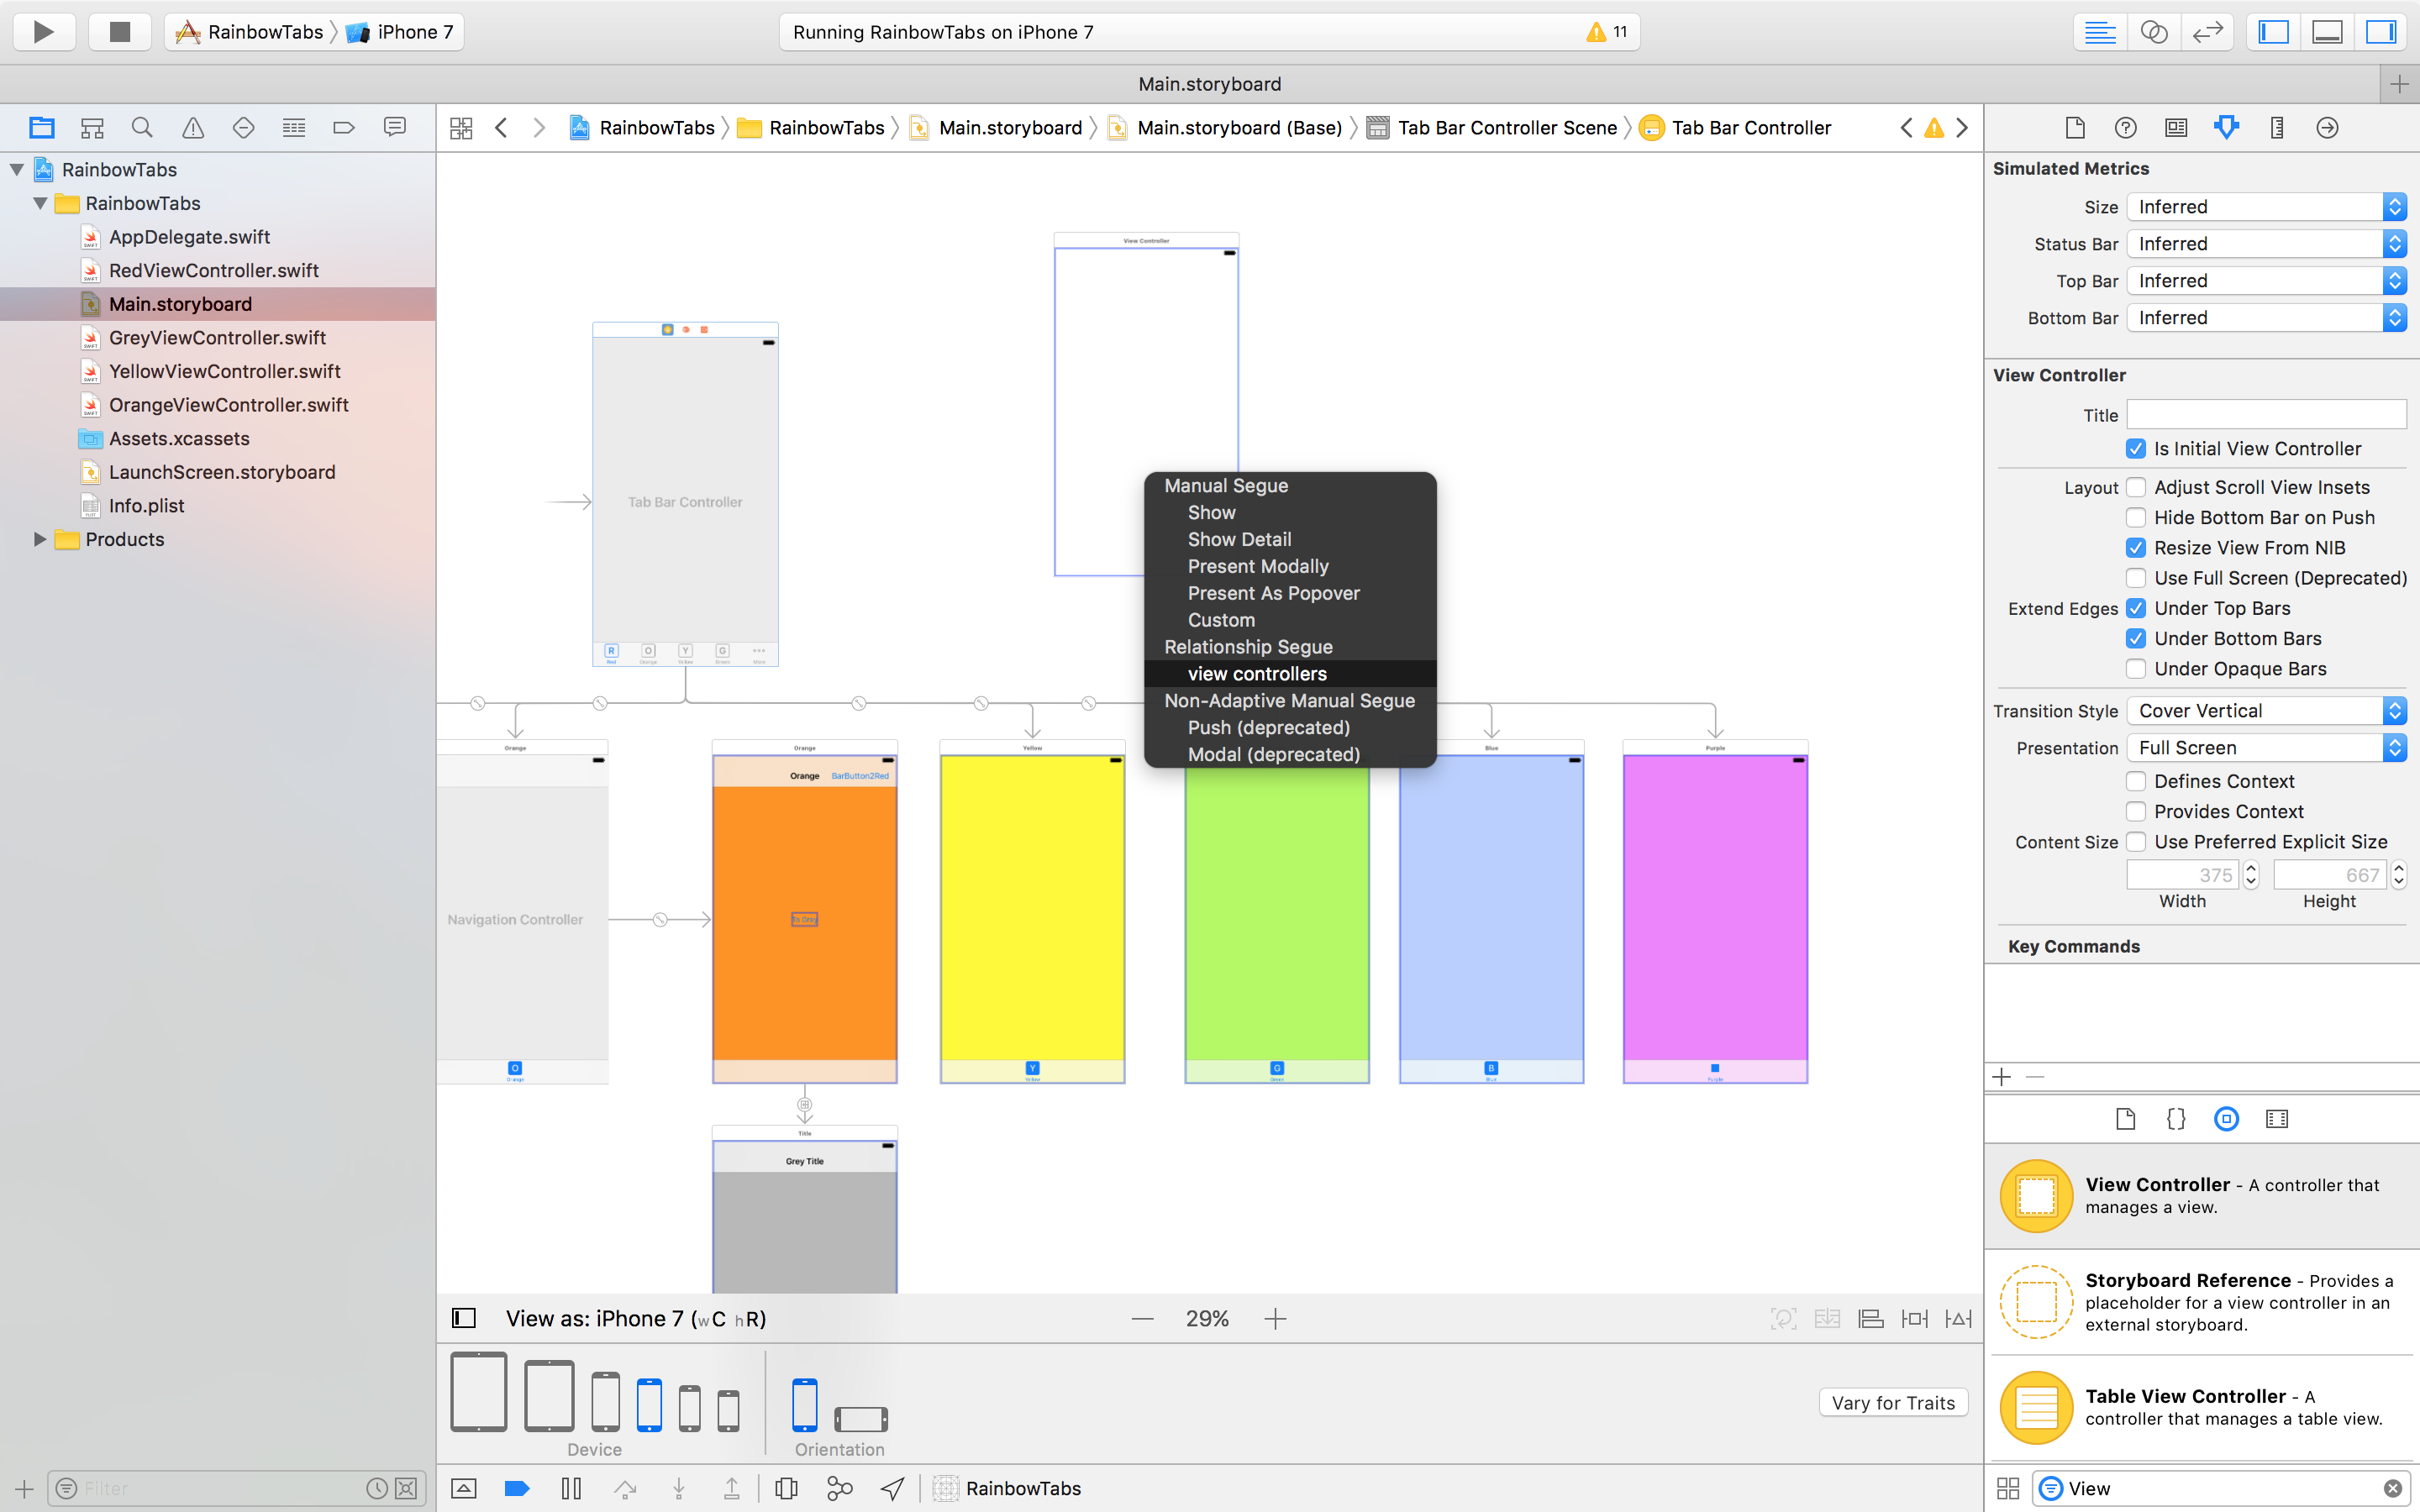 RainbowTabs iPhone 7
Running RainbowTabs on iPhone 7
11
Main.storyboard
RainbowTabs
RainbowTabs
Main.storyboard
Main.storyboard (Base)
Tab Bar Controller Scene
Tab Bar Controller
RainbowTabs
RainbowTabs
AppDelegate.swift
RedViewController.swift
Main.storyboard
GreyViewController.swift
YellowViewController.swift
OrangeViewController.swift
Assets.xcassets
LaunchScreen.storyboard
Info.plist
Products
Filter
View Controller
Tab Bar Controller
R O Y G
Red Orange Yellow Green More
Manual Segue
Show
Show Detail
Present Modally
Present As Popover
Custom
Relationship Segue
view controllers
Non-Adaptive Manual Segue
Push (deprecated)
Modal (deprecated)
Orange
Navigation Controller
O
Orange
Orange
Orange BarButton2Red
Yellow
Y
Yellow
G
Green
Blue
B
Blue
Purple
Purple
Title
Grey Title
View as: iPhone 7 (wC hR)
29%
Device
Orientation
Vary for Traits
RainbowTabs
Simulated Metrics
Size Inferred
Status Bar Inferred
Top Bar Inferred
Bottom Bar Inferred
View Controller
Title
Is Initial View Controller
Layout Adjust Scroll View Insets
Hide Bottom Bar on Push
Resize View From NIB
Use Full Screen (Deprecated)
Extend Edges Under Top Bars
Under Bottom Bars
Under Opaque Bars
Transition Style Cover Vertical
Presentation Full Screen
Defines Context
Provides Context
Content Size Use Preferred Explicit Size
375 667
Width Height
Key Commands
{}
View Controller - A controller that
manages a view.
Storyboard Reference - Provides a
placeholder for a view controller in an
external storyboard.
Table View Controller - A
controller that manages a table view.
View